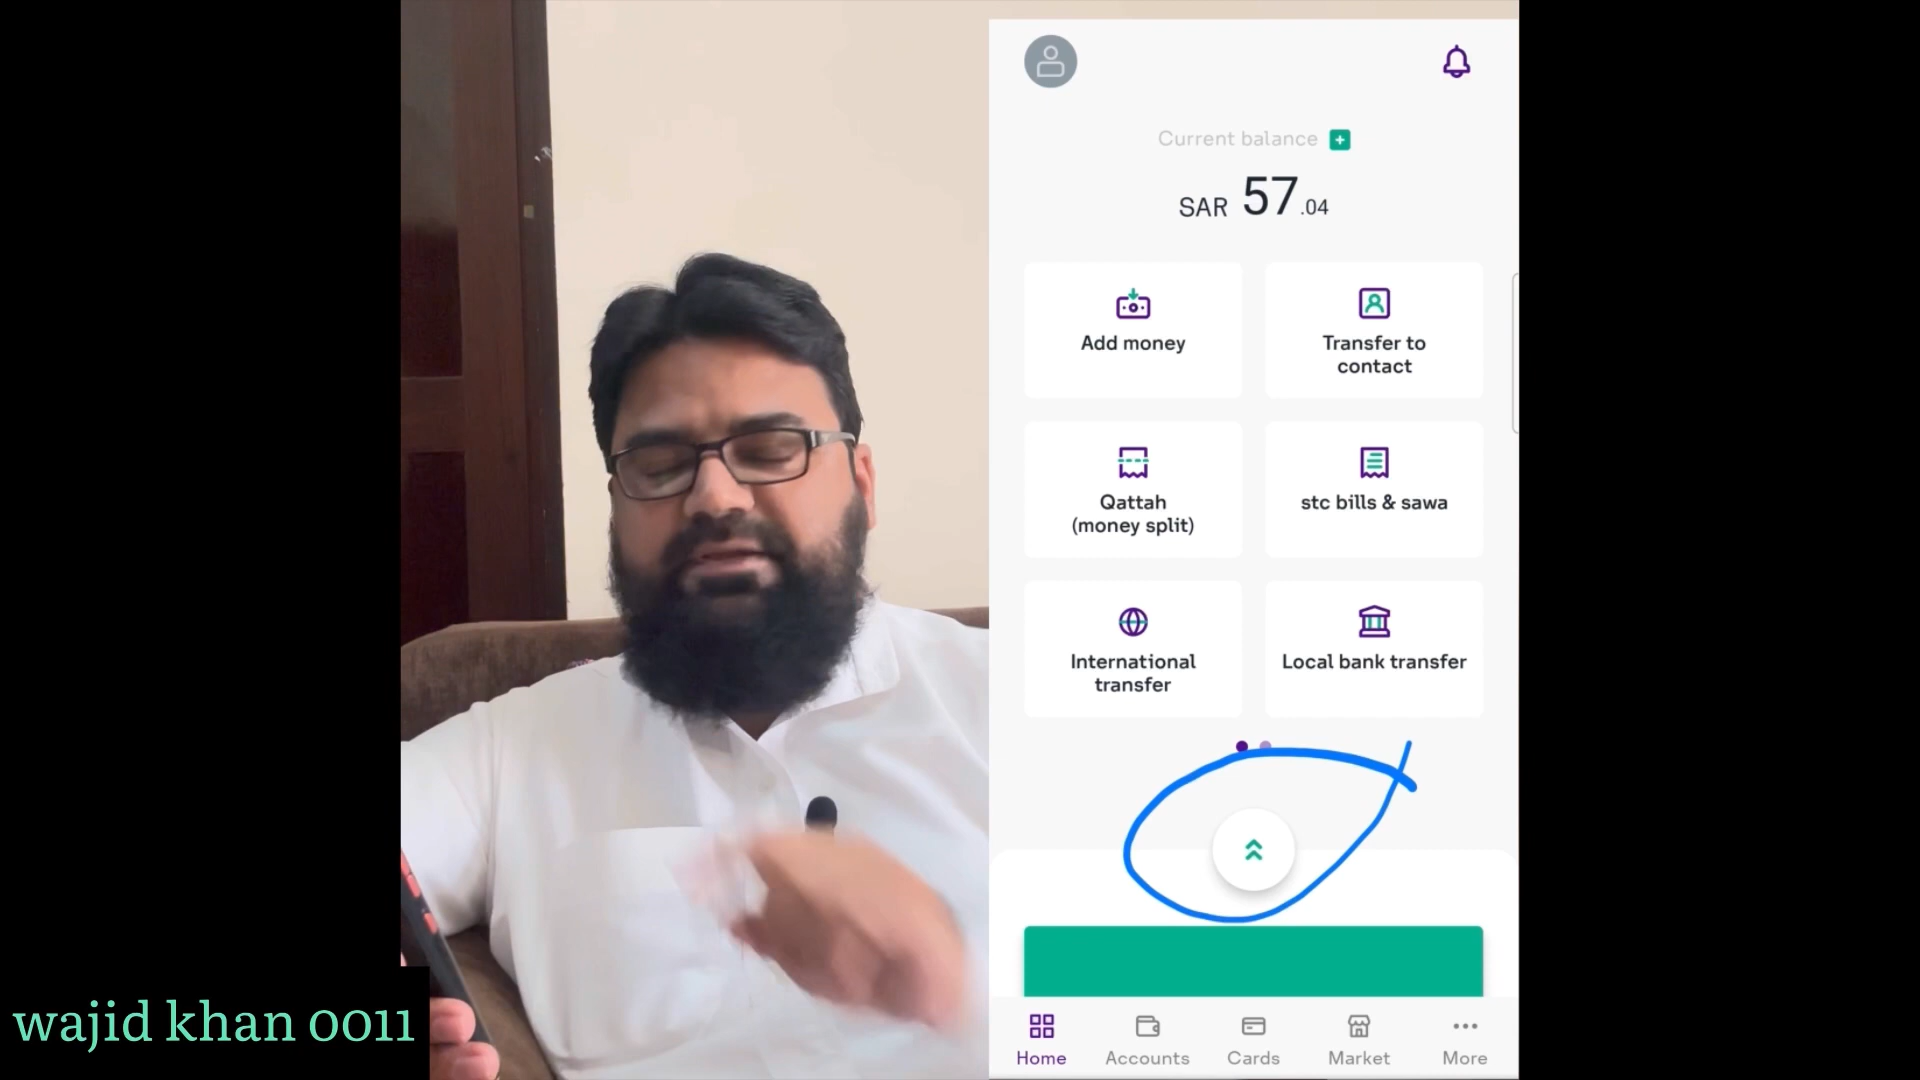 Current balance
SAR 57.04
Add money
Transfer to
contact
Qattah
(money split)
stc bills & sawa
International
transfer
Local bank transfer
Home
Accounts
Cards
Market
More
wajid khan 0011